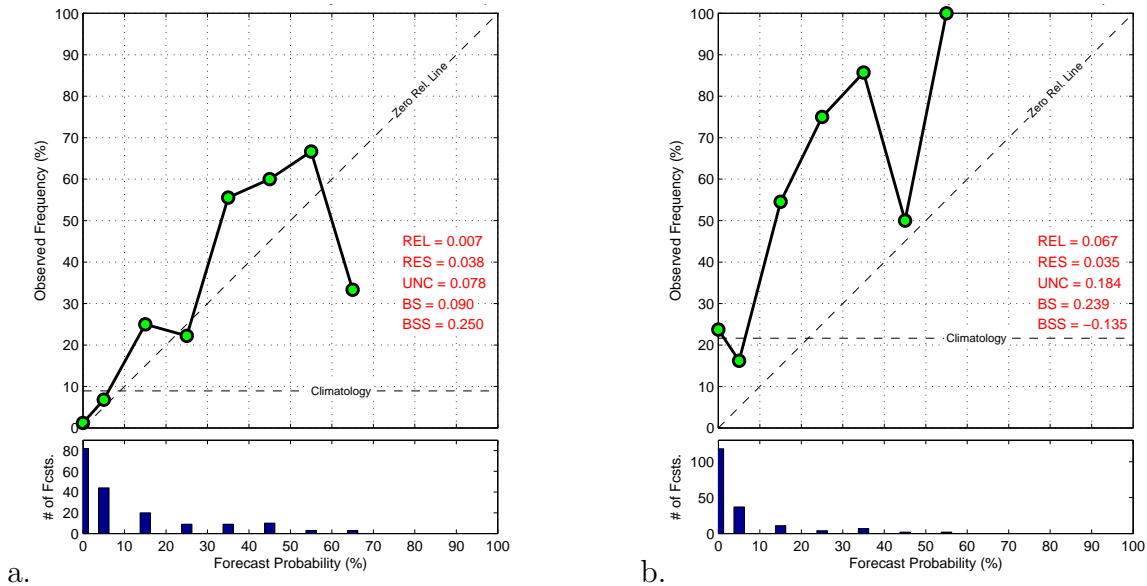 100
90
80
70
60
50
40
30
20
10
0
Observed Frequency (%)
Zero Rel. Line
REL = 0.007
RES = 0.038
UNC = 0.078
BS = 0.090
BSS = 0.250
Climatology
80
60
40
20
0
# of Fcsts.
0 10 20 30 40 50 60 70 80 90 100
Forecast Probability (%)
a.
100
90
80
70
60
50
40
30
20
10
0
Observed Frequency (%)
Zero Rel. Line
REL = 0.067
RES = 0.035
UNC = 0.184
BS = 0.239
BSS = −0.135
Climatology
100
50
0
# of Fcsts.
0 10 20 30 40 50 60 70 80 90 100
Forecast Probability (%)
b.